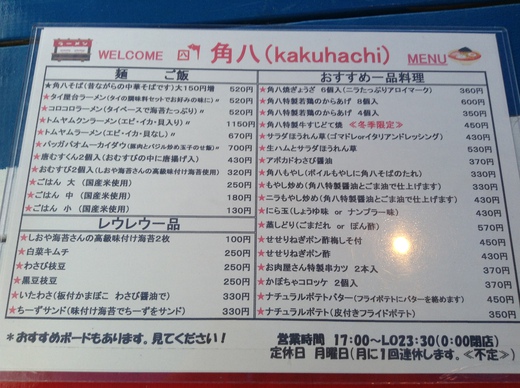 WELCOME 角八(kakuhachi) MENU
麺 ご飯
★角八そば(昔ながらの中華そばです)大150円増 520円
★タイ屋台ラーメン(タイの調味料セットでお好みの味に)〃 520円
★コロコロラーメン(タイベースで海苔たっぷり)〃 520円
★トムヤムクンラーメン(エビ・イカ・貝入り)〃 1150円
★トムヤムラーメン(エビ・イカ・貝なし)〃 670円
★パッガパオムーカイダウ(豚肉とバジル炒め玉子のせ飯)〃 700円
★唐むすくん2個入(おむすびの中に唐揚げ入) 430円
★おむすび2個入(しおや海苔さんの高級味付け海苔使用) 320円
★ごはん 大 (国産米使用) 250円
★ごはん 中 (国産米使用) 180円
★ごはん 小 (国産米使用) 130円
レウレウ一品
★しおや海苔さんの高級味付け海苔2枚 100円
★白菜キムチ 250円
★わさび枝豆 250円
★黒豆枝豆 250円
★いたわさ(板付かまぼこ わさび醤油で) 330円
★ちーずサンド(味付け海苔でちーずをサンド) 330円
おすすめ一品料理
★角八焼ぎょうざ 6個入(ニラたっぷりアロイマーク) 360円
★角八特製若鶏のからあげ 8個入 600円
★角八特製若鶏のからあげ 4個入 350円
★角八特製牛すじどて焼 ≪冬季限定≫ 450円
★サラダほうれん草(ゴマドレorイタリアンドレッシング) 430円
★生ハムとサラダほうれん草 530円
★アボカドわさび醤油 430円
★角八もやし(ボイルもやしに角八そばのたれ) 330円
★もやし炒め(角八特製醤油とごま油で仕上げます) 330円
★ニラもやし炒め(角八特製醤油とごま油で仕上げます) 380円
★にら玉(しょうゆ味 or ナンプラー味) 430円
★蒸しどり(ごまだれ or ぽん酢) 570円
★せせりねぎポン酢梅しそ付 450円
★せせりねぎポン酢 430円
★お肉屋さん特製串カツ 2本入 370円
★かぼちゃコロッケ 2個入 370円
★ナチュラルポテトバター(フライポテトにバターを絡めます) 450円
★ナチュラルポテト(皮付きフライドポテト) 350円
＊おすすめボードもあります。見てください!
営業時間 17:00〜LO23:30(0:00閉店)
定休日 月曜日(月に1回連休します。≪不定≫)